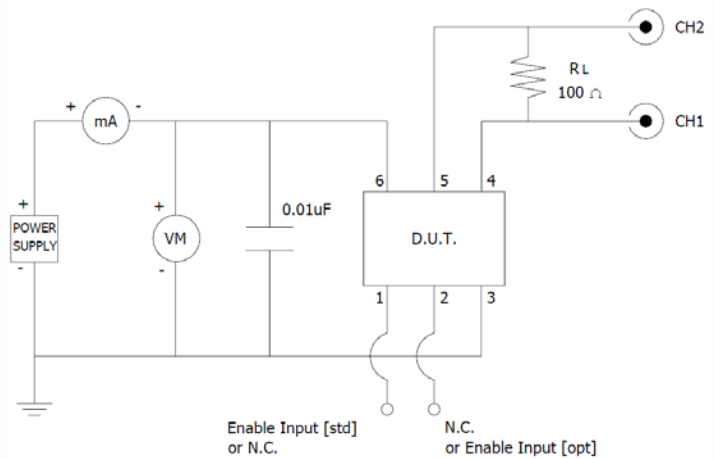 CH2
RL
100 Ω
CH1
+ mA -
6 5 4
+
POWER
SUPPLY
-
+
VM
-
0.01uF
D.U.T.
1 2 3
Enable Input [std]
or N.C.
N.C.
or Enable Input [opt]